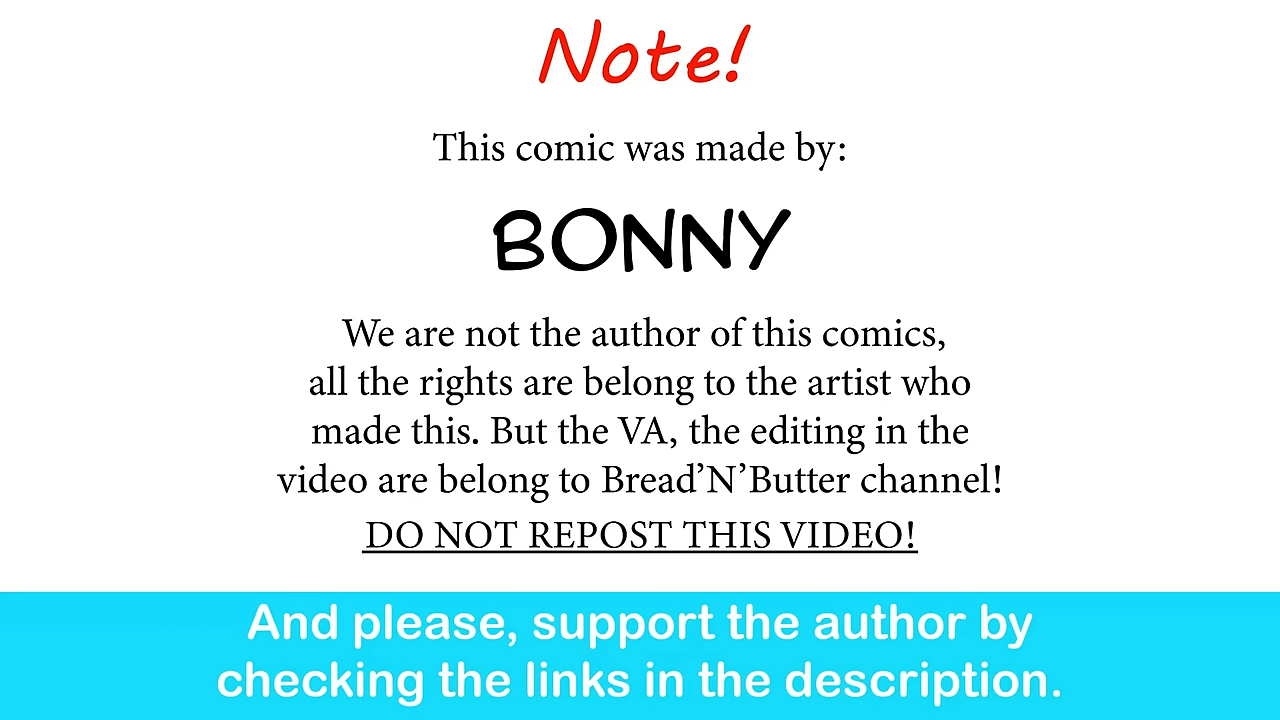 Note!
This comic was made by:
BONNY
We are not the author of this comics,
all the rights are belong to the artist who
made this. But the VA, the editing in the
video are belong to Bread’N’Butter channel!
DO NOT REPOST THIS VIDEO!
And please, support the author by
checking the links in the description.